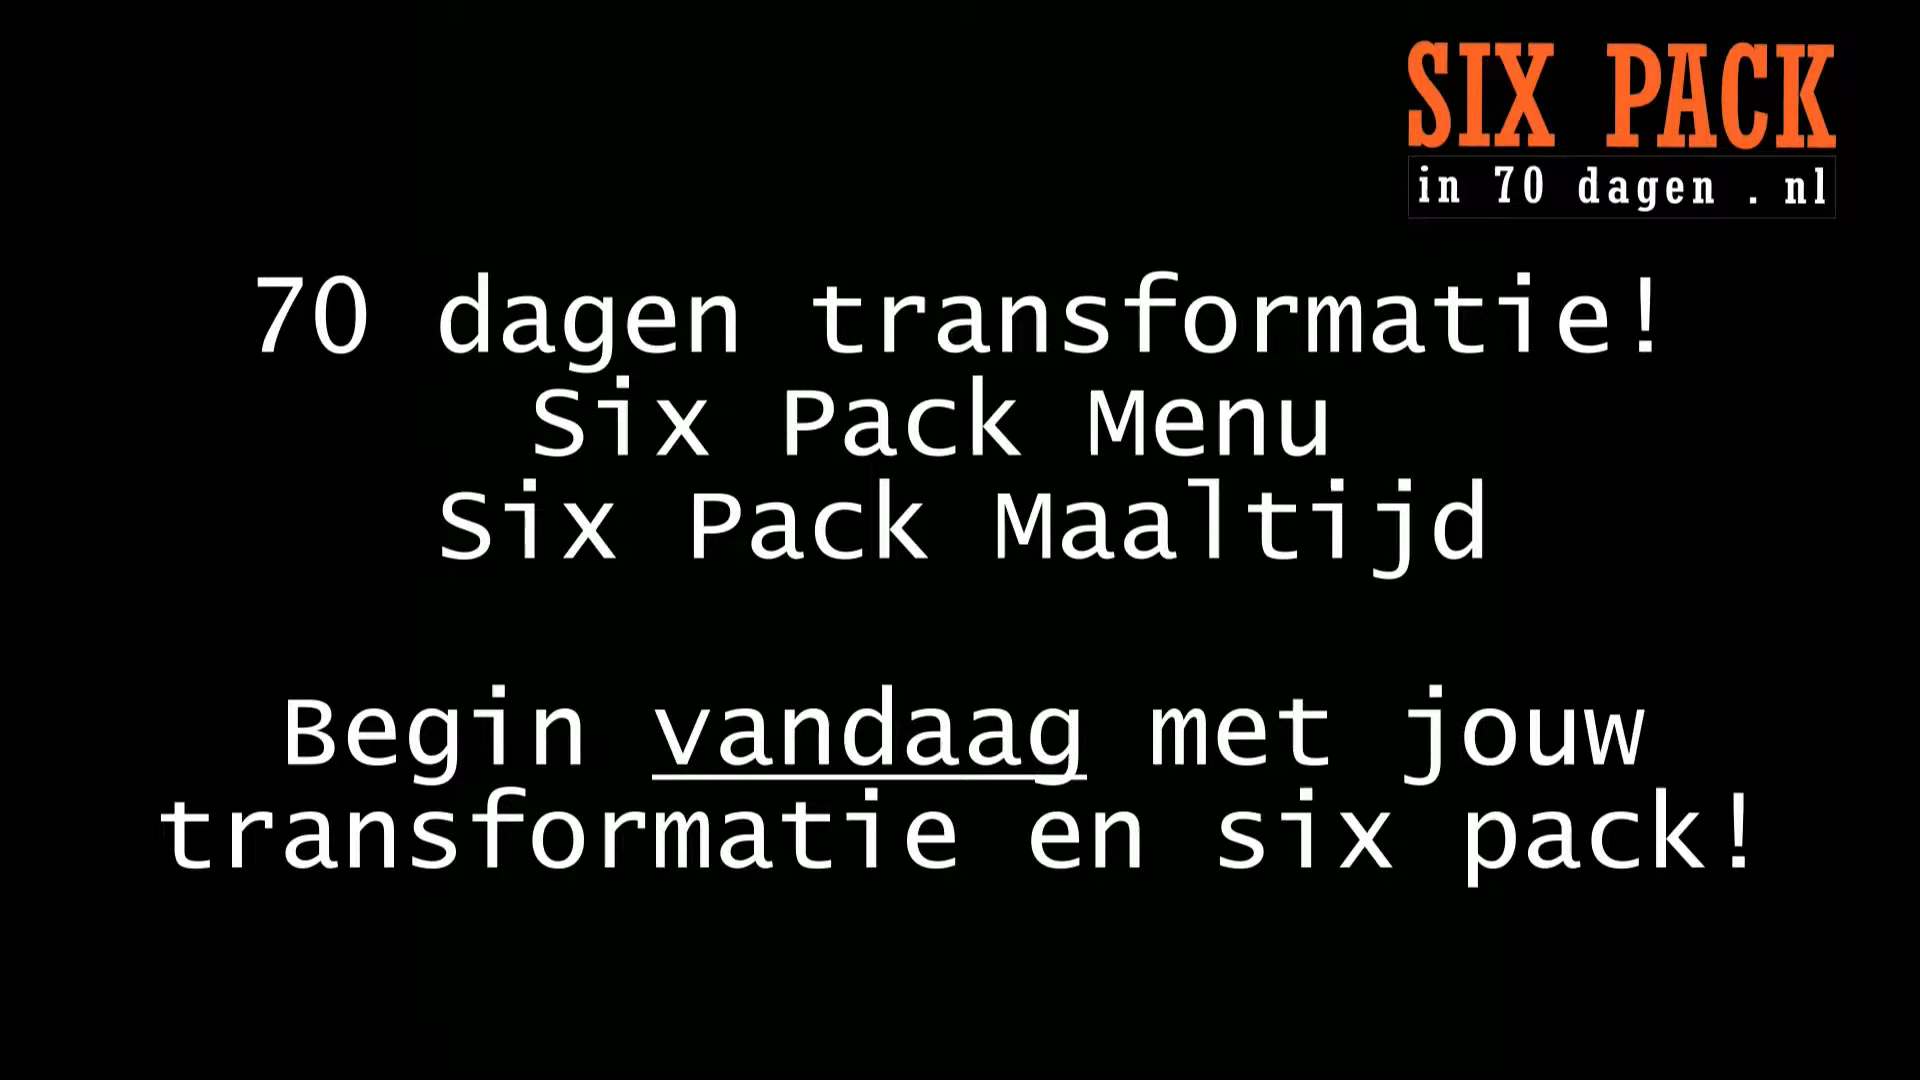 SIX PACK
in 70 dagen . nl
70 dagen transformatie!
Six Pack Menu
Six Pack Maaltijd
Begin vandaag met jouw
transformatie en six pack!